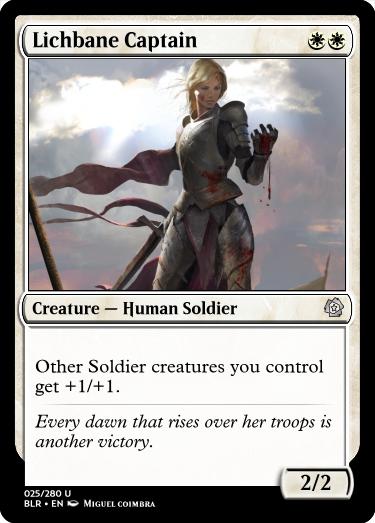 Lichbane Captain
Creature — Human Soldier
Other Soldier creatures you control
get +1/+1.
Every dawn that rises over her troops is
another victory.
025/280 U
BLR • EN Miguel coimbra
2/2